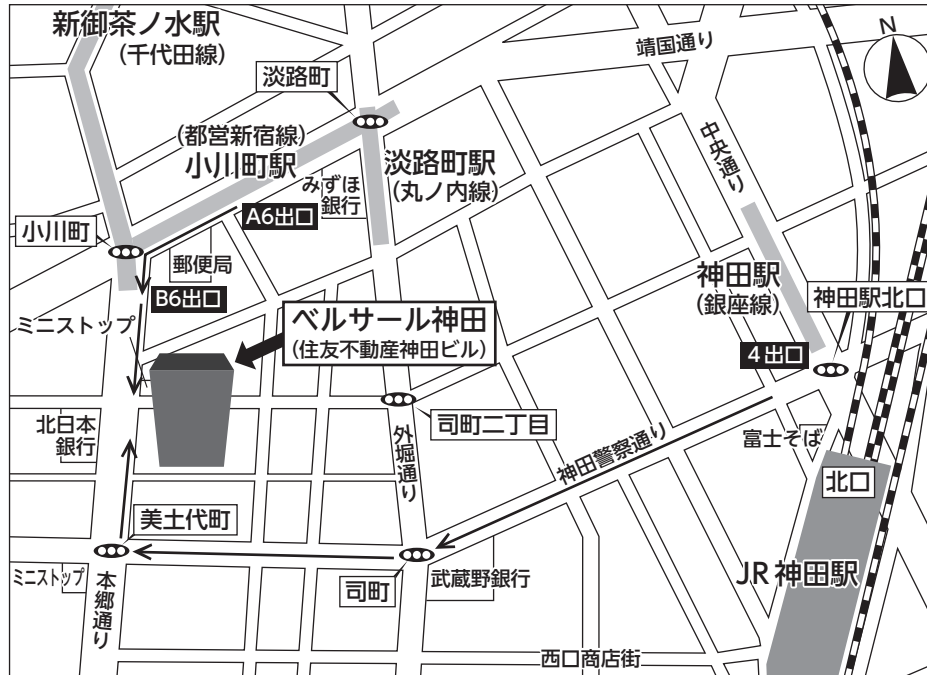 新御茶ノ水駅
(千代田線)
靖国通り
N
淡路町
(都営新宿線)
小川町駅
みずほ
銀行
淡路町駅
(丸ノ内線)
中央通り
A6出口
小川町
郵便局
B6出口
神田駅
(銀座線)
神田駅北口
ミニストップ
ベルサール神田
(住友不動産神田ビル)
4出口
北日本
銀行
外堀通り
司町二丁目
神田警察通り
富士そば
北口
美土代町
ミニストップ
本郷通り
司町
武蔵野銀行
JR神田駅
西口商店街